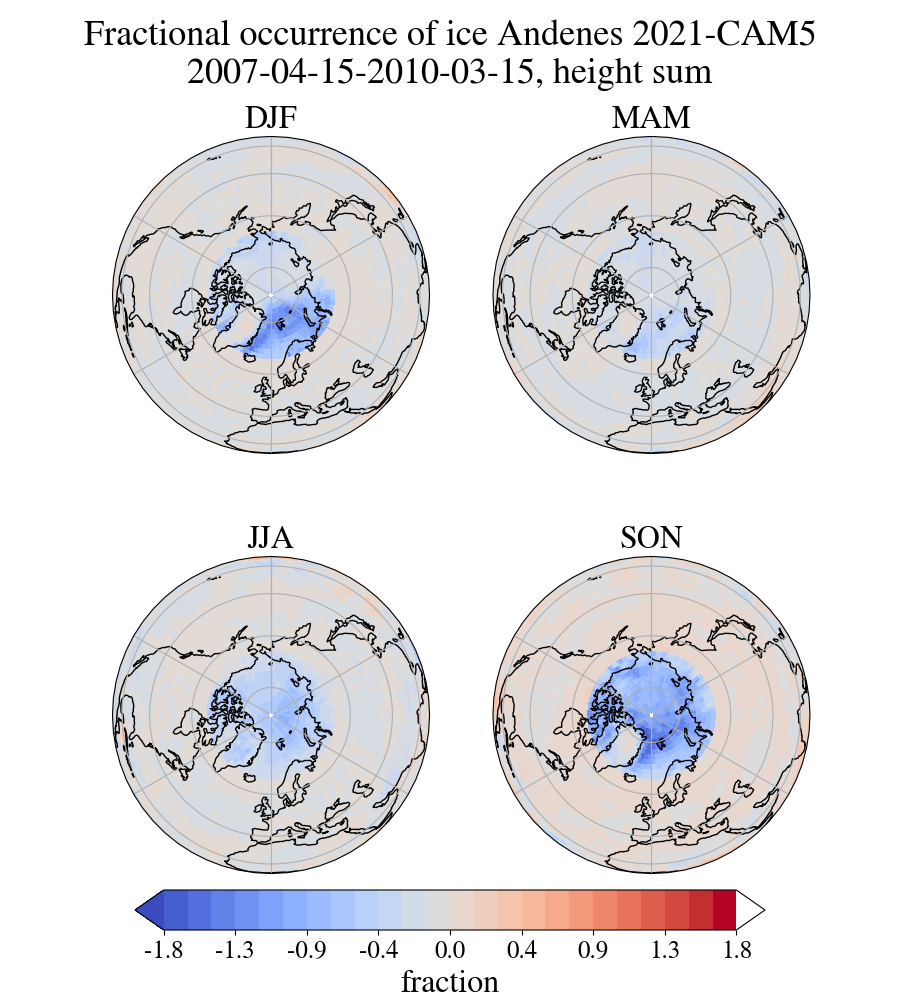 Fractional occurrence of ice Andenes 2021-CAM5
2007-04-15-2010-03-15, height sum
DJF
MAM
JJA
SON
-1.8 -1.3 -0.9 -0.4 0.0 0.4 0.9 1.3 1.8
fraction